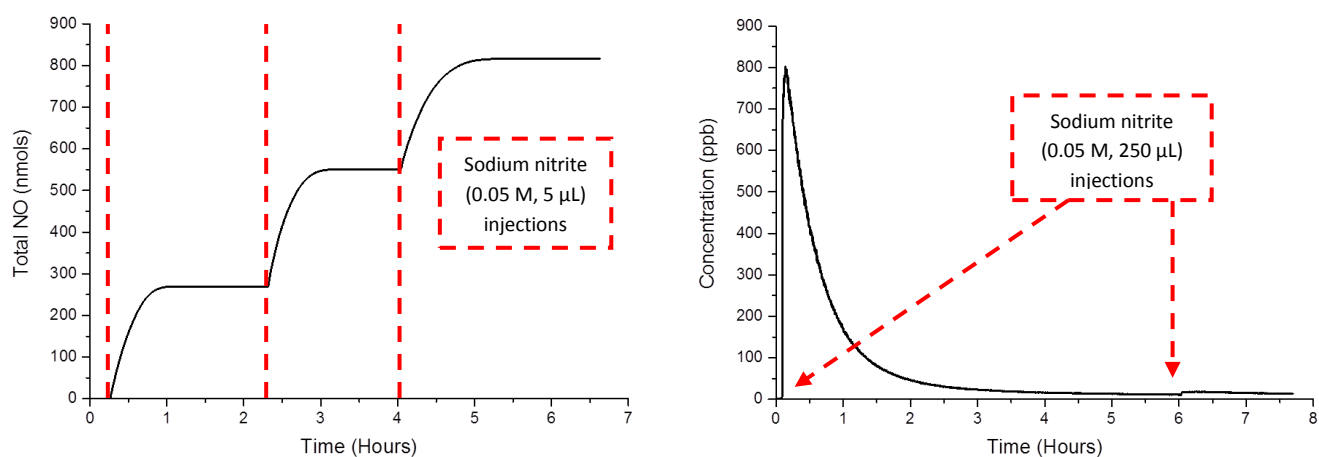 900
800
700
600
500
400
300
200
100
0
Total NO (nmols)
0 1 2 3 4 5 6 7
Time (Hours)
Sodium nitrite
(0.05 M, 5 µL)
injections
900
800
700
600
500
400
300
200
100
0
Concentration (ppb)
0 1 2 3 4 5 6 7 8
Time (Hours)
Sodium nitrite
(0.05 M, 250 µL)
injections